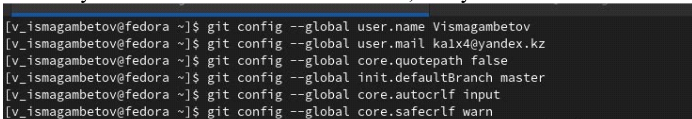 [v_ismagambetov@fedora ~]$ git config --global user.name Vismagambetov
[v_ismagambetov@fedora ~]$ git config --global user.mail ka1x4@yandex.kz
[v_ismagambetov@fedora ~]$ git config --global core.quotepath false
[v_ismagambetov@fedora ~]$ git config --global init.defaultBranch master
[v_ismagambetov@fedora ~]$ git config --global core.autocrlf input
[v_ismagambetov@fedora ~]$ git config --global core.safecrlf warn